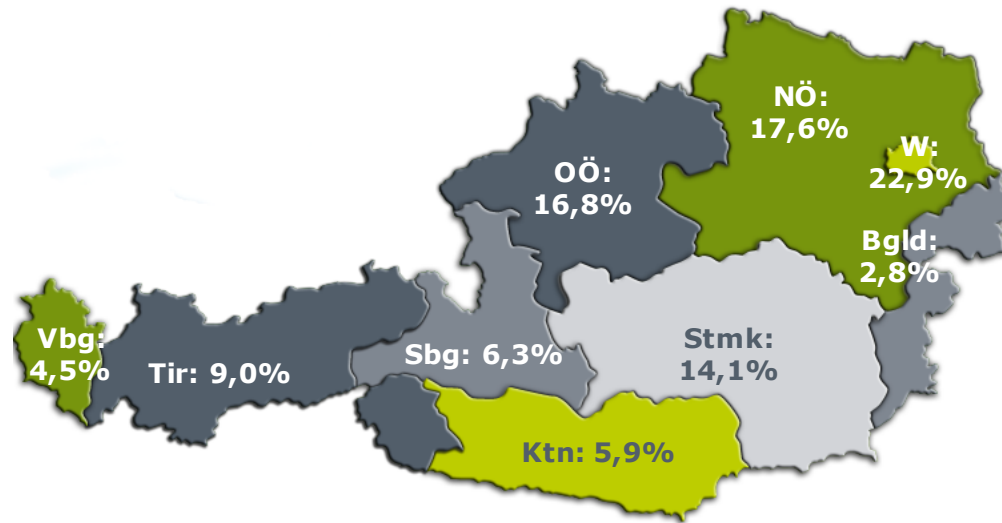 NÖ:
17,6%
W:
22,9%
OÖ:
16,8%
Bgld:
2,8%
Vbg:
4,5%
Tir: 9,0%
Sbg: 6,3%
Stmk:
14,1%
Ktn: 5,9%